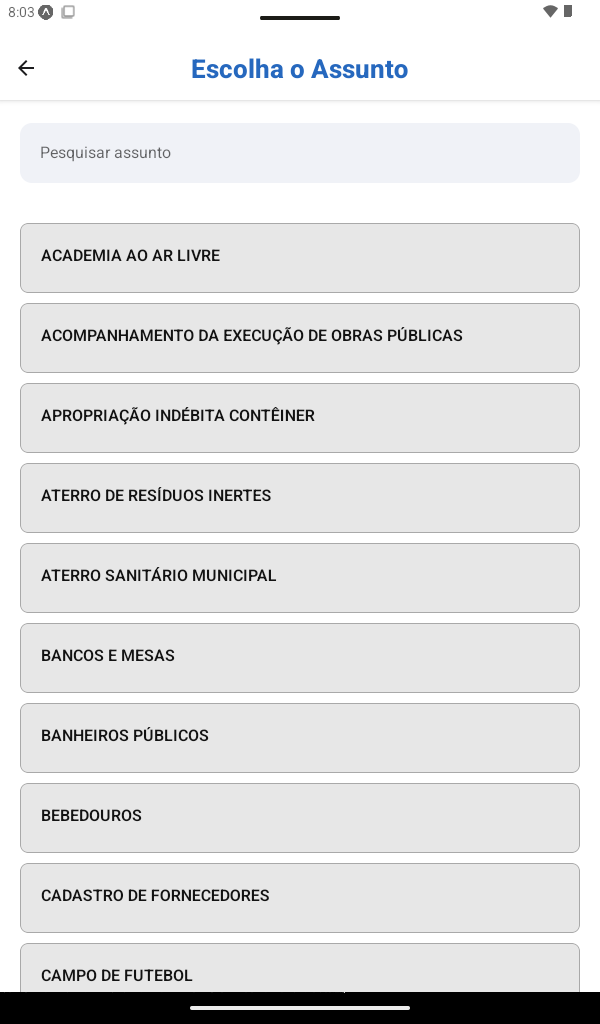 8:03
Escolha o Assunto
Pesquisar assunto
ACADEMIA AO AR LIVRE
ACOMPANHAMENTO DA EXECUÇÃO DE OBRAS PÚBLICAS
APROPRIAÇÃO INDÉBITA CONTÊINER
ATERRO DE RESÍDUOS INERTES
ATERRO SANITÁRIO MUNICIPAL
BANCOS E MESAS
BANHEIROS PÚBLICOS
BEBEDOUROS
CADASTRO DE FORNECEDORES
CAMPO DE FUTEBOL